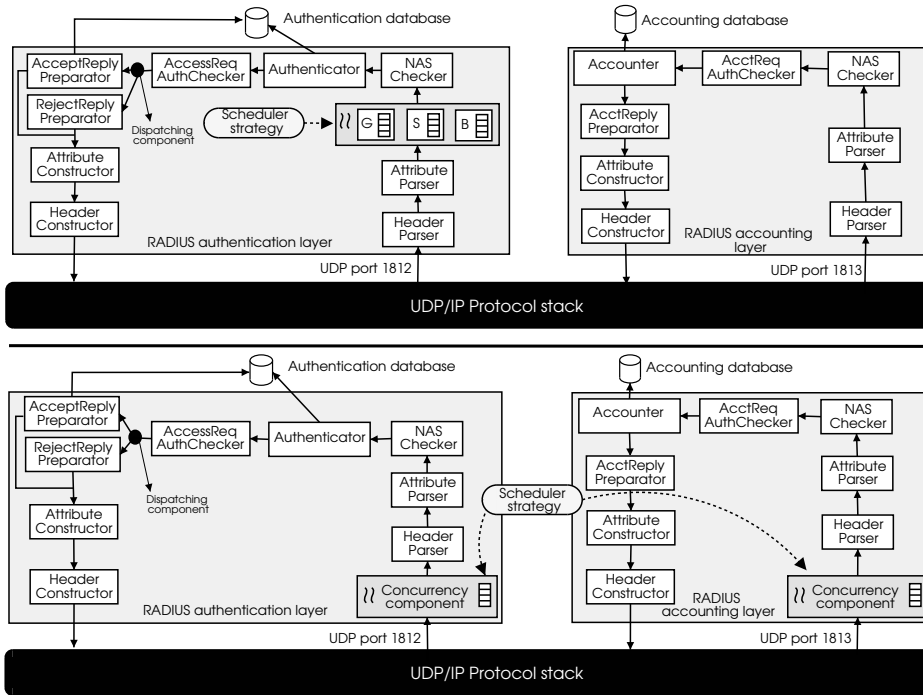 Authentication database
AcceptReply
Preparator
AccessReq
AuthChecker
Authenticator
NAS
Checker
RejectReply
Preparator
Dispatching
component
Scheduler
strategy
G
S
B
Attribute
Constructor
Attribute
Parser
Header
Constructor
Header
Parser
RADIUS authentication layer
UDP port 1812
Accounting database
Accounter
AcctReq
AuthChecker
NAS
Checker
AcctReply
Preparator
Attribute
Parser
Attribute
Constructor
Header
Constructor
Header
Parser
RADIUS accounting
layer
UDP port 1813
UDP/IP Protocol stack
Authentication database
AcceptReply
Preparator
AccessReq
AuthChecker
Authenticator
NAS
Checker
RejectReply
Preparator
Dispatching
component
Attribute
Parser
Scheduler
strategy
Attribute
Constructor
Header
Parser
Header
Constructor
Concurrency
component
RADIUS authentication layer
UDP port 1812
Accounting database
Accounter
AcctReq
AuthChecker
NAS
Checker
AcctReply
Preparator
Attribute
Parser
Attribute
Constructor
Header
Parser
Header
Constructor
Concurrency
component
RADIUS
accounting layer
UDP port 1813
UDP/IP Protocol stack